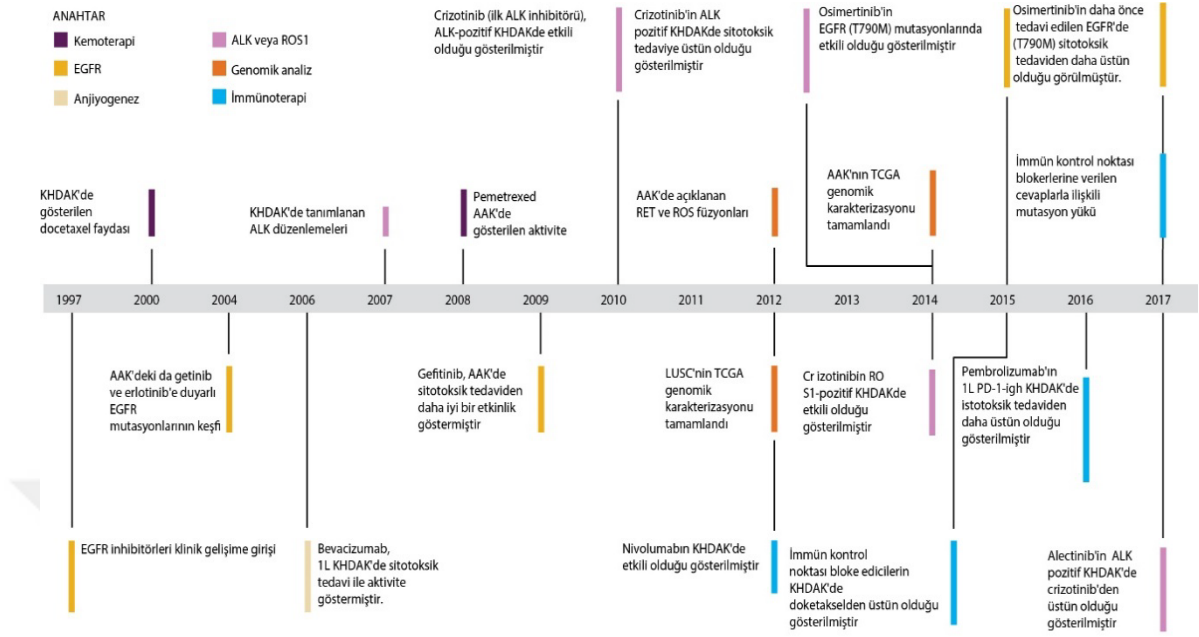 ANAHTAR
Kemoterapi
EGFR
Anjiyogenez
ALK veya ROS1
Genomik analiz
İmmünoterapi
Crizotinib (ilk ALK inhibitörü),
ALK-pozitif KHDAKde etkili
olduğu gösterilmiştir
Crizotinib'in ALK
pozitif KHDAKde sitotoksik
tedaviye üstün olduğu
gösterilmiştir
Osimertinib'in
EGFR (T790M) mutasyonlarında
etkili olduğu gösterilmiştir
Osimertinib'in daha önce
tedavi edilen EGFR'de
(T790M) sitotoksik
tedaviden daha üstün
olduğu görülmüştür.
KHDAK'de
gösterilen
docetaxel faydası
KHDAK'de tanımlanan
ALK düzenlemeleri
Pemetrexed
AAK'de
gösterilen aktivite
AAK'de açıklanan
RET ve ROS füzyonları
AAK'nın TCGA
genomik
karakterizasyonu
tamamlandı
İmmün kontrol noktası
blokerlerine verilen
cevaplarla ilişkili
mutasyon yükü
1997 2000 2004 2006 2007 2008 2009 2010 2011 2012 2013 2014 2015 2016 2017
AAK'deki da getinib
ve erlotinib'e duyarlı
EGFR
mutasyonlarının keşfi
Gefitinib, AAK'de
sitotoksik tedaviden
daha iyi bir etkinlik
göstermiştir
LUSC'nin TCGA
genomik
karakterizasyonu
tamamlandı
Cr izotinibin RO
S1-pozitif KHDAKde
etkili olduğu
gösterilmiştir
Pembrolizumab'ın
1L PD-1-igh KHDAK'de
istotoksik tedaviden
daha üstün olduğu
gösterilmiştir
EGFR inhibitörleri klinik gelişime girişi
Bevacizumab,
1L KHDAK'de sitotoksik
tedavi ile aktivite
göstermiştir.
Nivolumabın KHDAK'de
etkili olduğu gösterilmiştir
İmmün kontrol
noktası bloke edicilerin
KHDAK'de
doketakselden üstün olduğu
gösterilmiştir
Alectinib'in ALK
pozitif KHDAK'de
crizotinib'den
üstün olduğu
gösterilmiştir